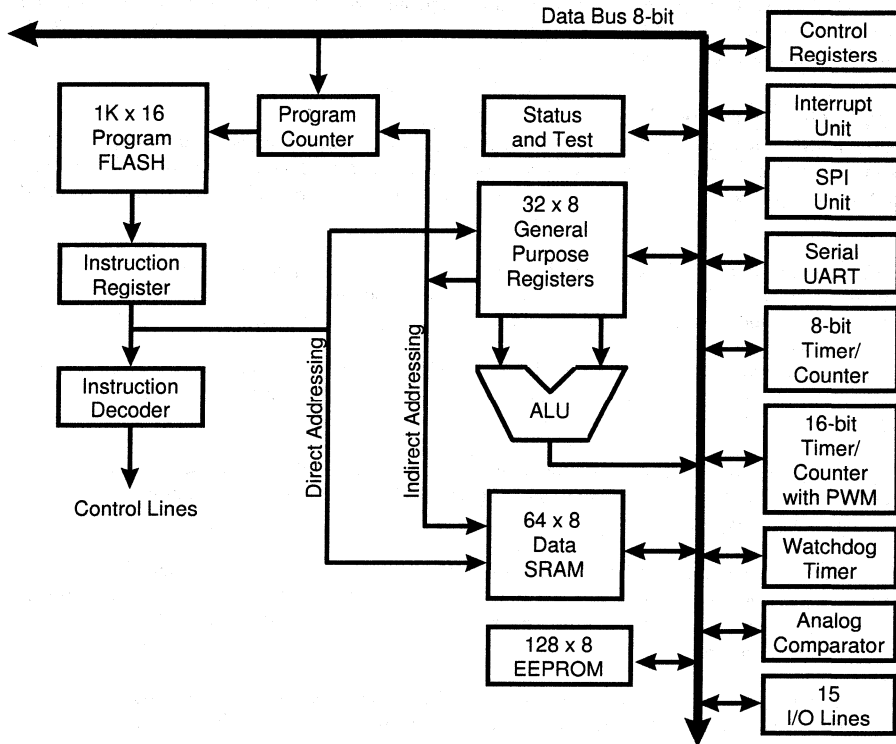 Data Bus 8-bit
1K x 16
Program
FLASH
Program
Counter
Instruction
Register
Instruction
Decoder
Control Lines
Direct Addressing
Indirect Addressing
Status
and Test
32 x 8
General
Purpose
Registers
ALU
64 x 8
Data
SRAM
128 x 8
EEPROM
Control
Registers
Interrupt
Unit
SPI
Unit
Serial
UART
8-bit
Timer/
Counter
16-bit
Timer/
Counter
with PWM
Watchdog
Timer
Analog
Comparator
15
I/O Lines